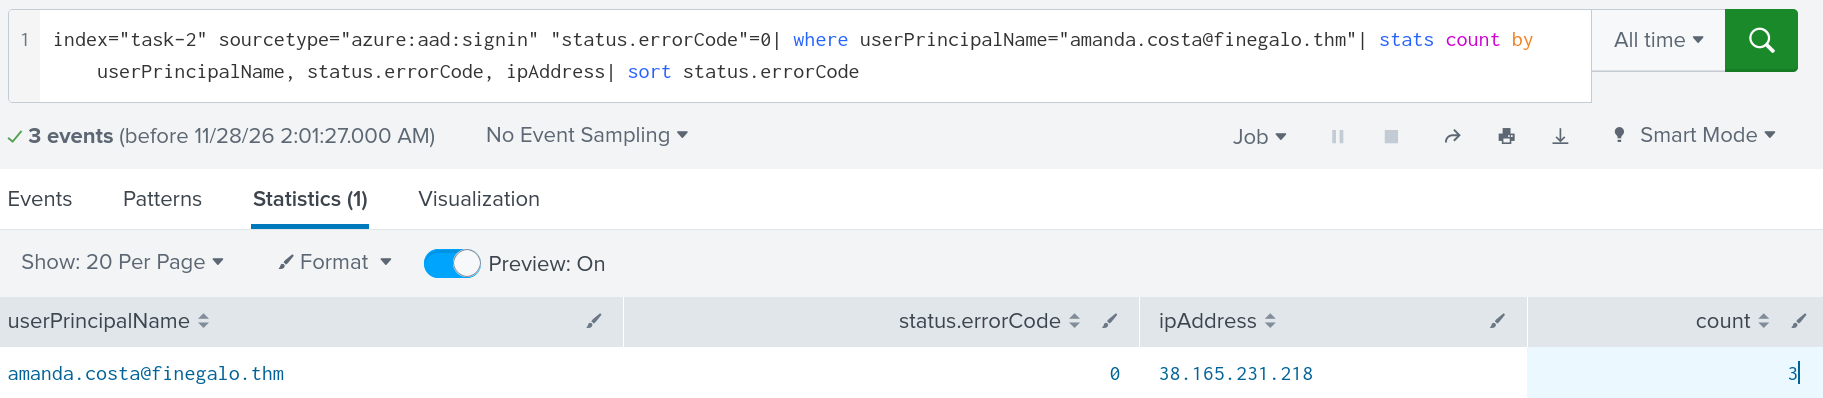 1 index="task-2" sourcetype="azure:aad:signin" "status.errorCode"=0| where userPrincipalName="amanda.costa@finegalo.thm"| stats count by
userPrincipalName, status.errorCode, ipAddress| sort status.errorCode
All time
3 events (before 11/28/26 2:01:27.000 AM) No Event Sampling Job Smart Mode
Events Patterns Statistics (1) Visualization
Show: 20 Per Page Format Preview: On
userPrincipalName status.errorCode ipAddress count
amanda.costa@finegalo.thm 0 38.165.231.218 3